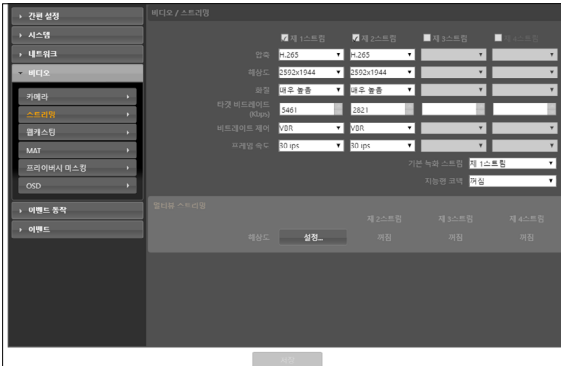 간편 설정
시스템
네트워크
비디오
카메라
스트리밍
웹캐스팅
MAT
프라이버시 마스킹
OSD
이벤트 동작
이벤트
비디오 / 스트리밍
제 1스트림 제 2스트림 제 3스트림 제 4스트림
압축 H.265 H.265
해상도 2592x1944 2592x1944
화질 매우 높음 매우 높음
타겟 비트레이트
(Kbps) 5461 2821
비트레이트 제어 VBR VBR
프레임 속도 30 ips 30 ips
기본 녹화 스트림 제 1스트림
지능형 코덱 꺼짐
멀티뷰 스트리밍
제 2스트림 제 3스트림 제 4스트림
해상도 설정... 꺼짐 꺼짐 꺼짐
저장